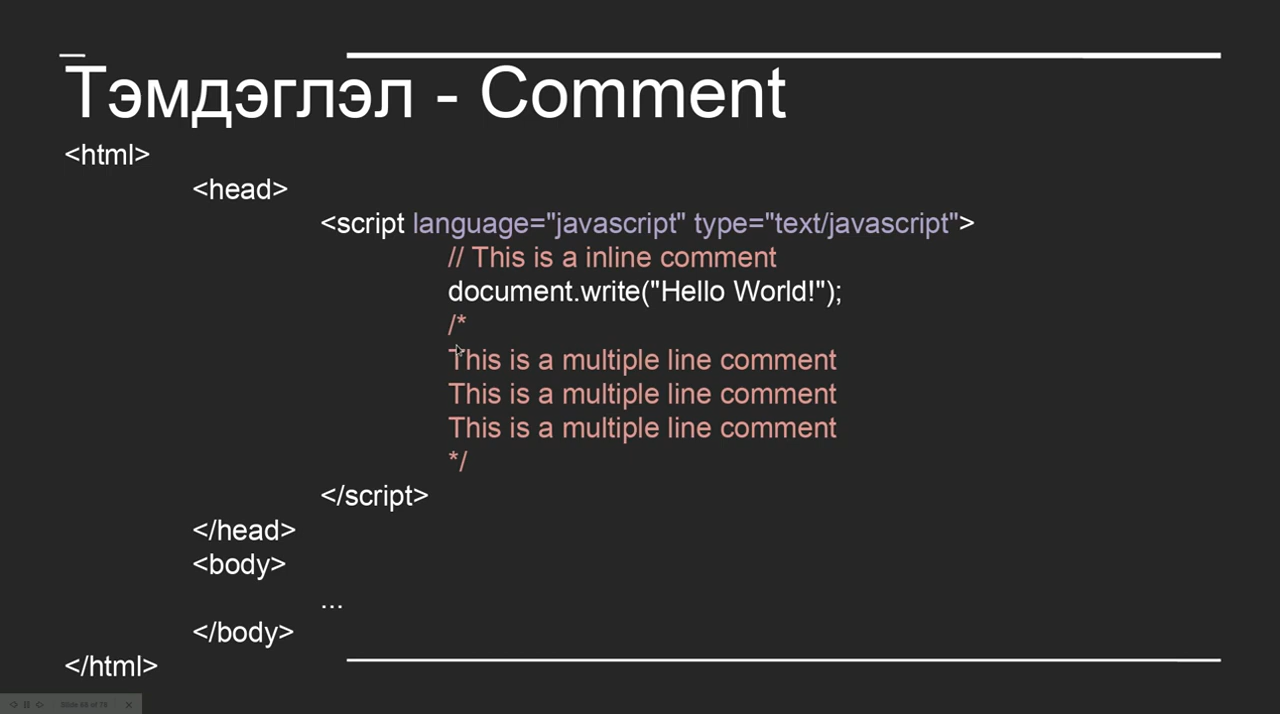 Тэмдэглэл - Comment
<html>
<head>
<script language="javascript" type="text/javascript">
// This is a inline comment
document.write("Hello World!");
/*
This is a multiple line comment
This is a multiple line comment
This is a multiple line comment
*/
</script>
</head>
<body>
...
</body>
</html>